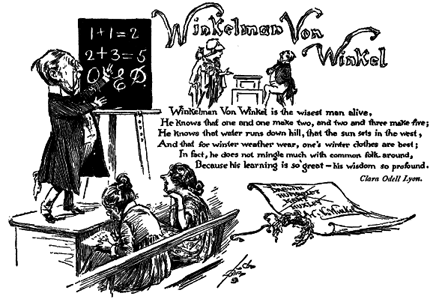 1+1=2
2+3=5
Q E D
Winkelman Von
Winkel
Winkelman Von Winkel is the wisest man alive,
He knows that one and one make two, and two and three make five;
He knows that water runs down hill, that the sun sets in the west,
And that for winter weather wear, one's winter clothes are best;
In fact, he does not mingle much with common folk around,
Because his learning is so great—his wisdom so profound.
Clara Odell Lyon.
Darwin
Huxley
Winkel